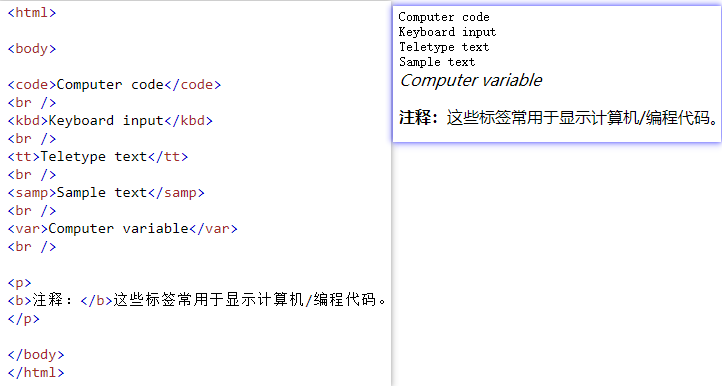 <html>
<body>
<code>Computer code</code>
<br />
<kbd>Keyboard input</kbd>
<br />
<tt>Teletype text</tt>
<br />
<samp>Sample text</samp>
<br />
<var>Computer variable</var>
<br />
<p>
<b>注释：</b>这些标签常用于显示计算机/编程代码。
</p>
</body>
</html>
Computer code
Keyboard input
Teletype text
Sample text
Computer variable
注释：这些标签常用于显示计算机/编程代码。